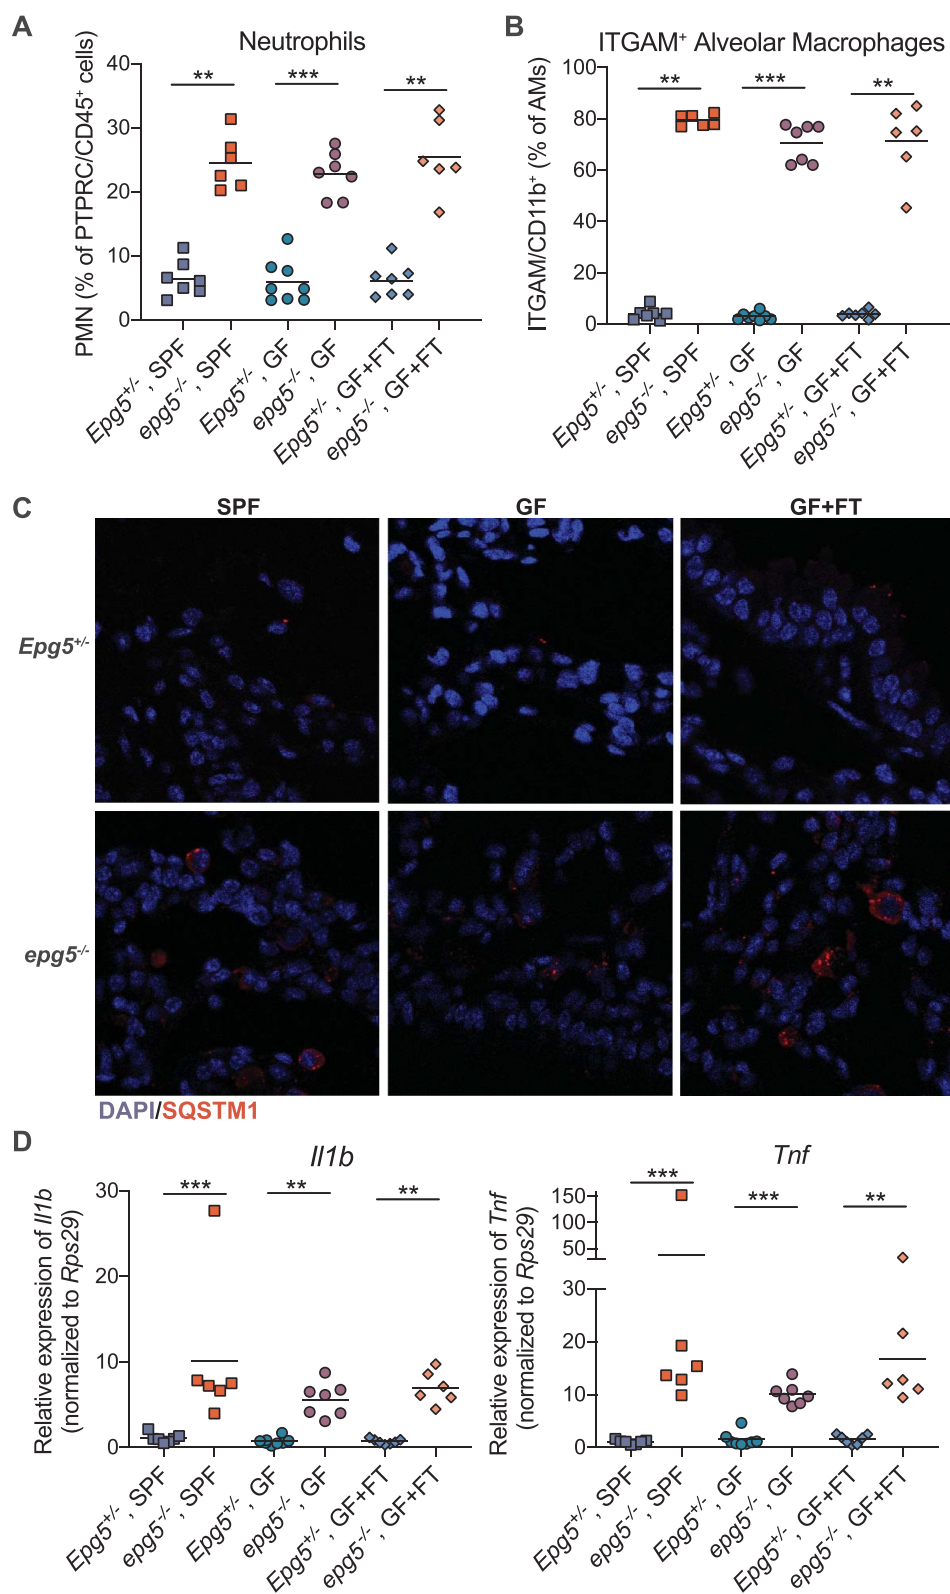 A
Neutrophils
PMN (% of PTPRC/CD45⁺ cells)
40
30
20
10
0
**
***
**
Epg5⁺/⁻, SPF
epg5⁻/⁻, SPF
Epg5⁺/⁻, GF
epg5⁻/⁻, GF
Epg5⁺/⁻, GF+FT
epg5⁻/⁻, GF+FT
B
ITGAM⁺ Alveolar Macrophages
ITGAM/CD11b⁺ (% of AMs)
100
80
60
40
20
0
**
***
**
Epg5⁺/⁻, SPF
epg5⁻/⁻, SPF
Epg5⁺/⁻, GF
epg5⁻/⁻, GF
Epg5⁺/⁻, GF+FT
epg5⁻/⁻, GF+FT
C
SPF
GF
GF+FT
Epg5⁺/⁻
epg5⁻/⁻
DAPI/SQSTM1
D
Il1b
Relative expression of Il1b
(normalized to Rps29)
30
20
10
0
***
**
**
Epg5⁺/⁻, SPF
epg5⁻/⁻, SPF
Epg5⁺/⁻, GF
epg5⁻/⁻, GF
Epg5⁺/⁻, GF+FT
epg5⁻/⁻, GF+FT
Tnf
Relative expression of Tnf
(normalized to Rps29)
150
100
50
30
20
10
0
***
***
**
Epg5⁺/⁻, SPF
epg5⁻/⁻, SPF
Epg5⁺/⁻, GF
epg5⁻/⁻, GF
Epg5⁺/⁻, GF+FT
epg5⁻/⁻, GF+FT